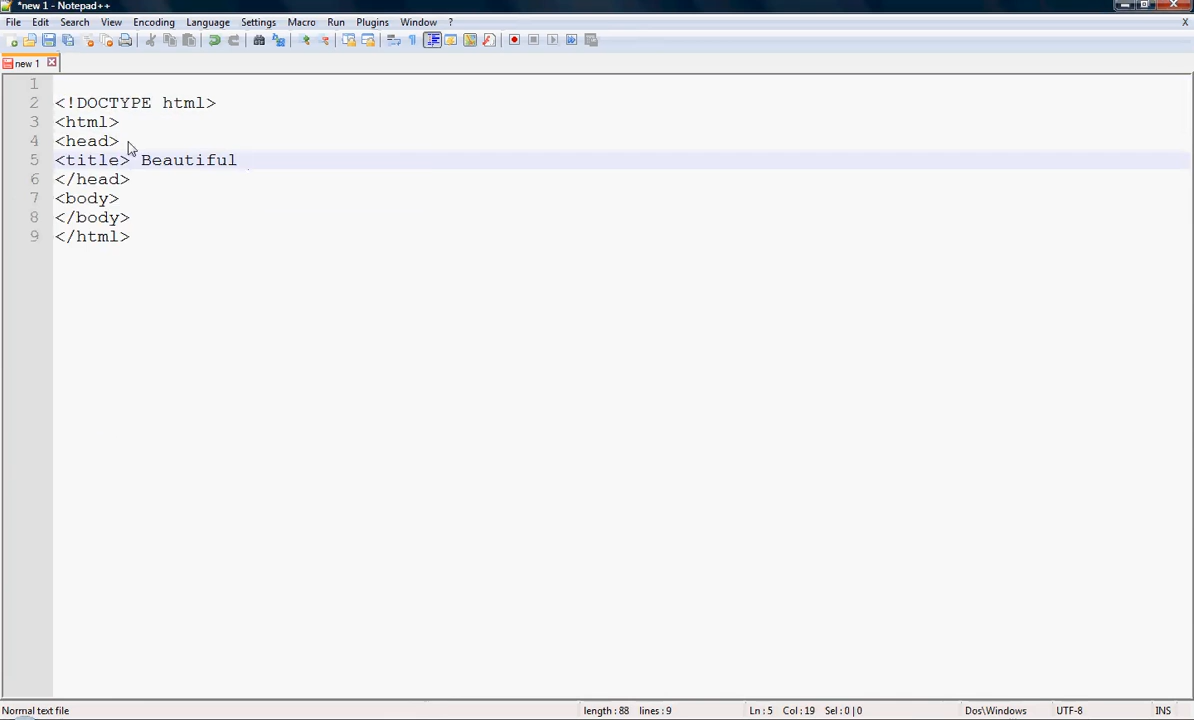 *new 1 - Notepad++
File Edit Search View Encoding Language Settings Macro Run Plugins Window ? X
new 1
1
2 <!DOCTYPE html>
3 <html>
4 <head>
5 <title> Beautiful
6 </head>
7 <body>
8 </body>
9 </html>
Normal text file length : 88 lines : 9 Ln : 5 Col : 19 Sel : 0 | 0 Dos\Windows UTF-8 INS